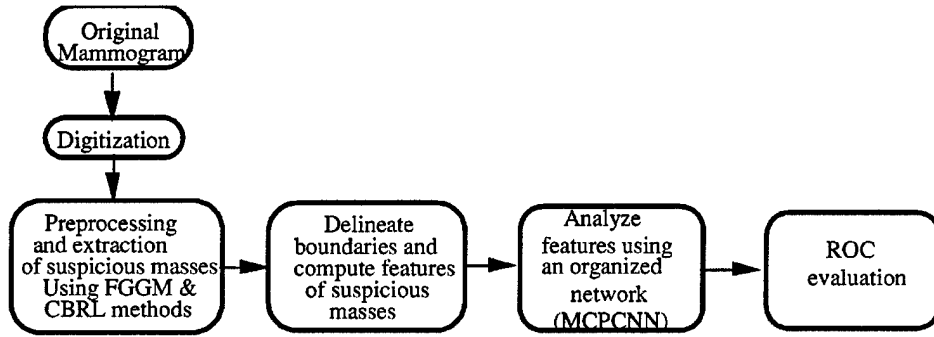 Original
Mammogram
Digitization
Preprocessing
and extraction
of suspicious masses
Using FGGM &
CBRL methods
Delineate
boundaries and
compute features
of suspicious
masses
Analyze
features using
an organized
network
(MCPCNN)
ROC
evaluation